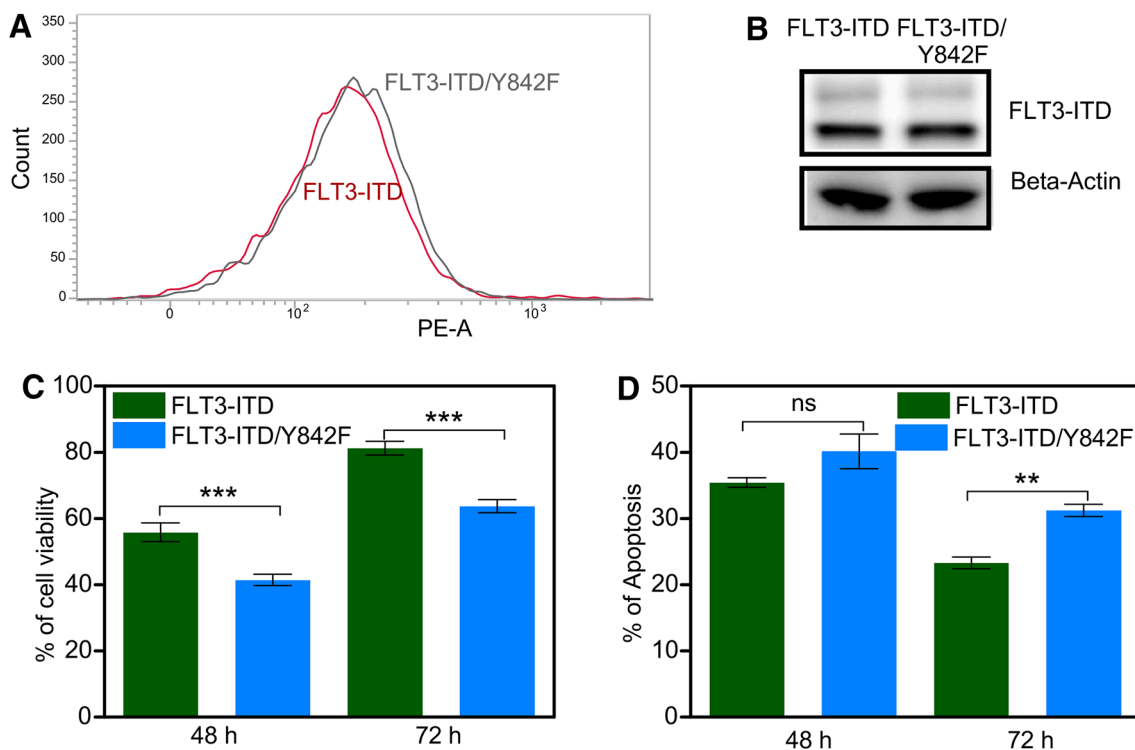 A
Count
350
300
250
200
150
100
50
0
FLT3-ITD/Y842F
FLT3-ITD
0
10²
10³
PE-A
B
FLT3-ITD FLT3-ITD/
Y842F
FLT3-ITD
Beta-Actin
C
% of cell viability
100
80
60
40
20
0
FLT3-ITD
FLT3-ITD/Y842F
***
***
48 h
72 h
D
% of Apoptosis
50
40
30
20
10
0
ns
FLT3-ITD
FLT3-ITD/Y842F
**
48 h
72 h